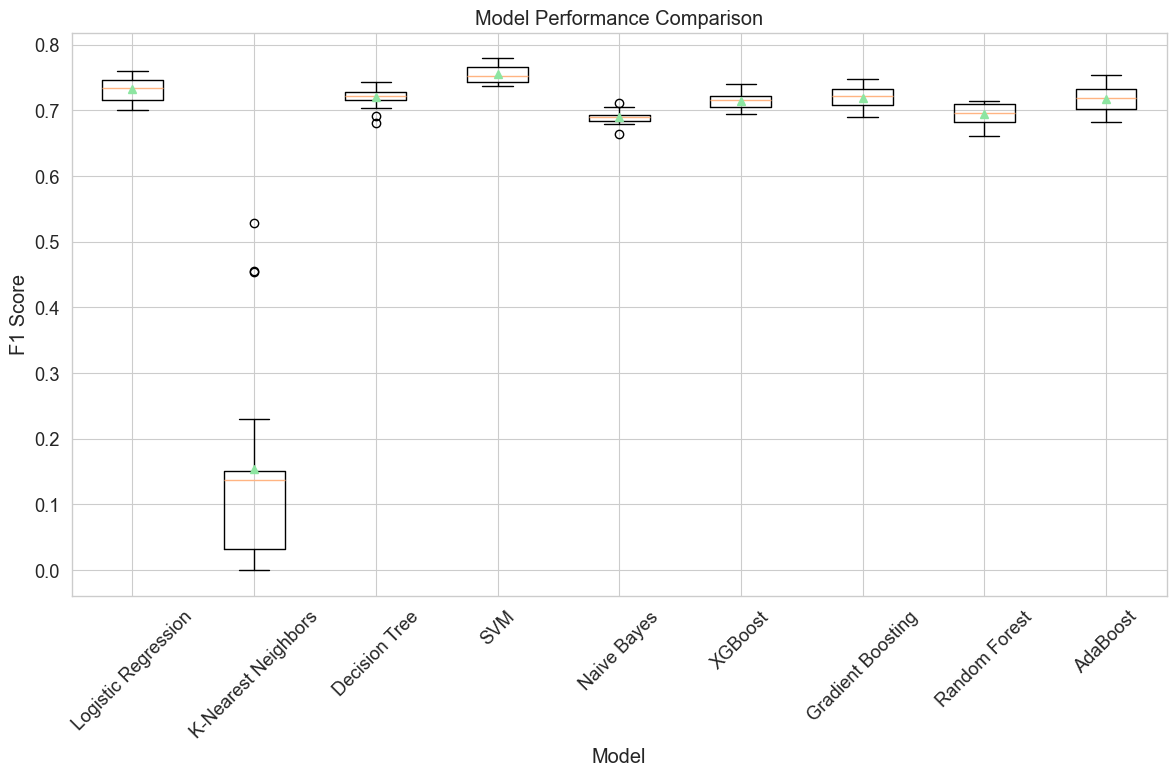 Model Performance Comparison
0.8
0.7
0.6
0.5
0.4
0.3
0.2
0.1
0.0
F1 Score
Logistic Regression
K-Nearest Neighbors
Decision Tree
SVM
Naive Bayes
XGBoost
Gradient Boosting
Random Forest
AdaBoost
Model